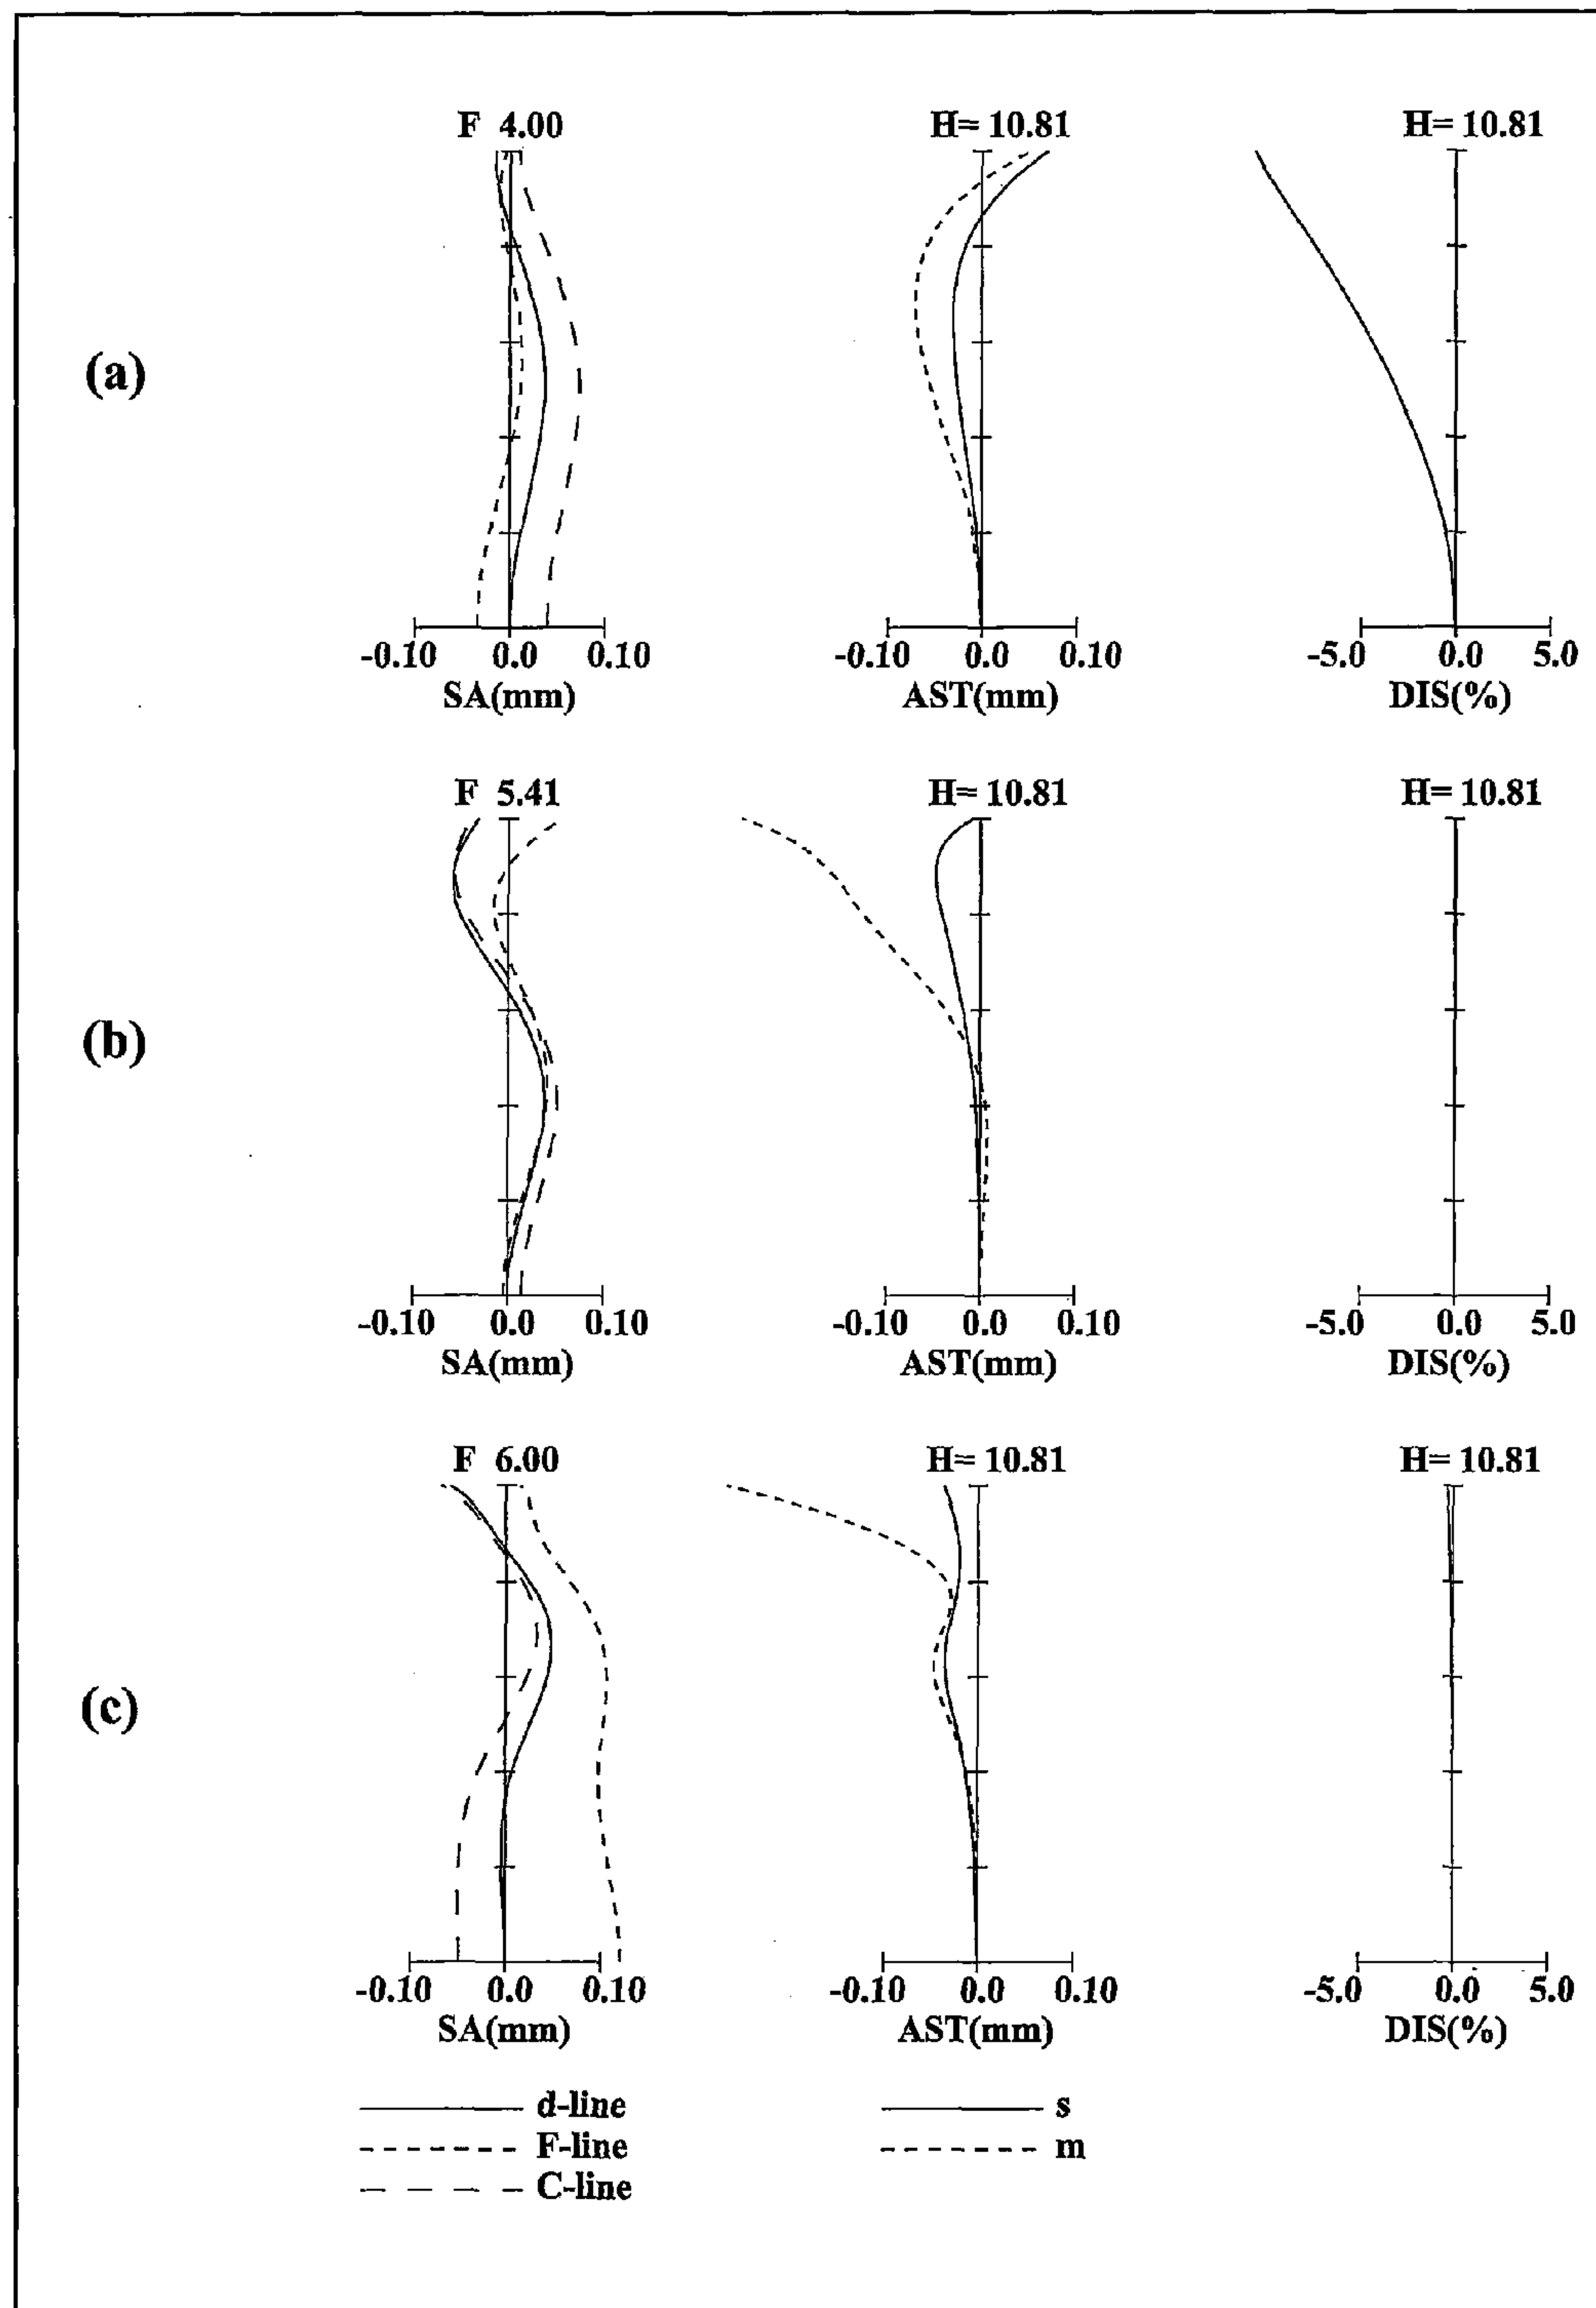 F 4.00 H= 10.81 H= 10.81
(a)
-0.10 0.0 0.10 -0.10 0.0 0.10 -5.0 0.0 5.0
SA(mm) AST(mm) DIS(%)
F 5.41 H= 10.81 H= 10.81
(b)
-0.10 0.0 0.10 -0.10 0.0 0.10 -5.0 0.0 5.0
SA(mm) AST(mm) DIS(%)
F 6.00 H= 10.81 H= 10.81
(c)
-0.10 0.0 0.10 -0.10 0.0 0.10 -5.0 0.0 5.0
SA(mm) AST(mm) DIS(%)
d-line s
F-line m
C-line